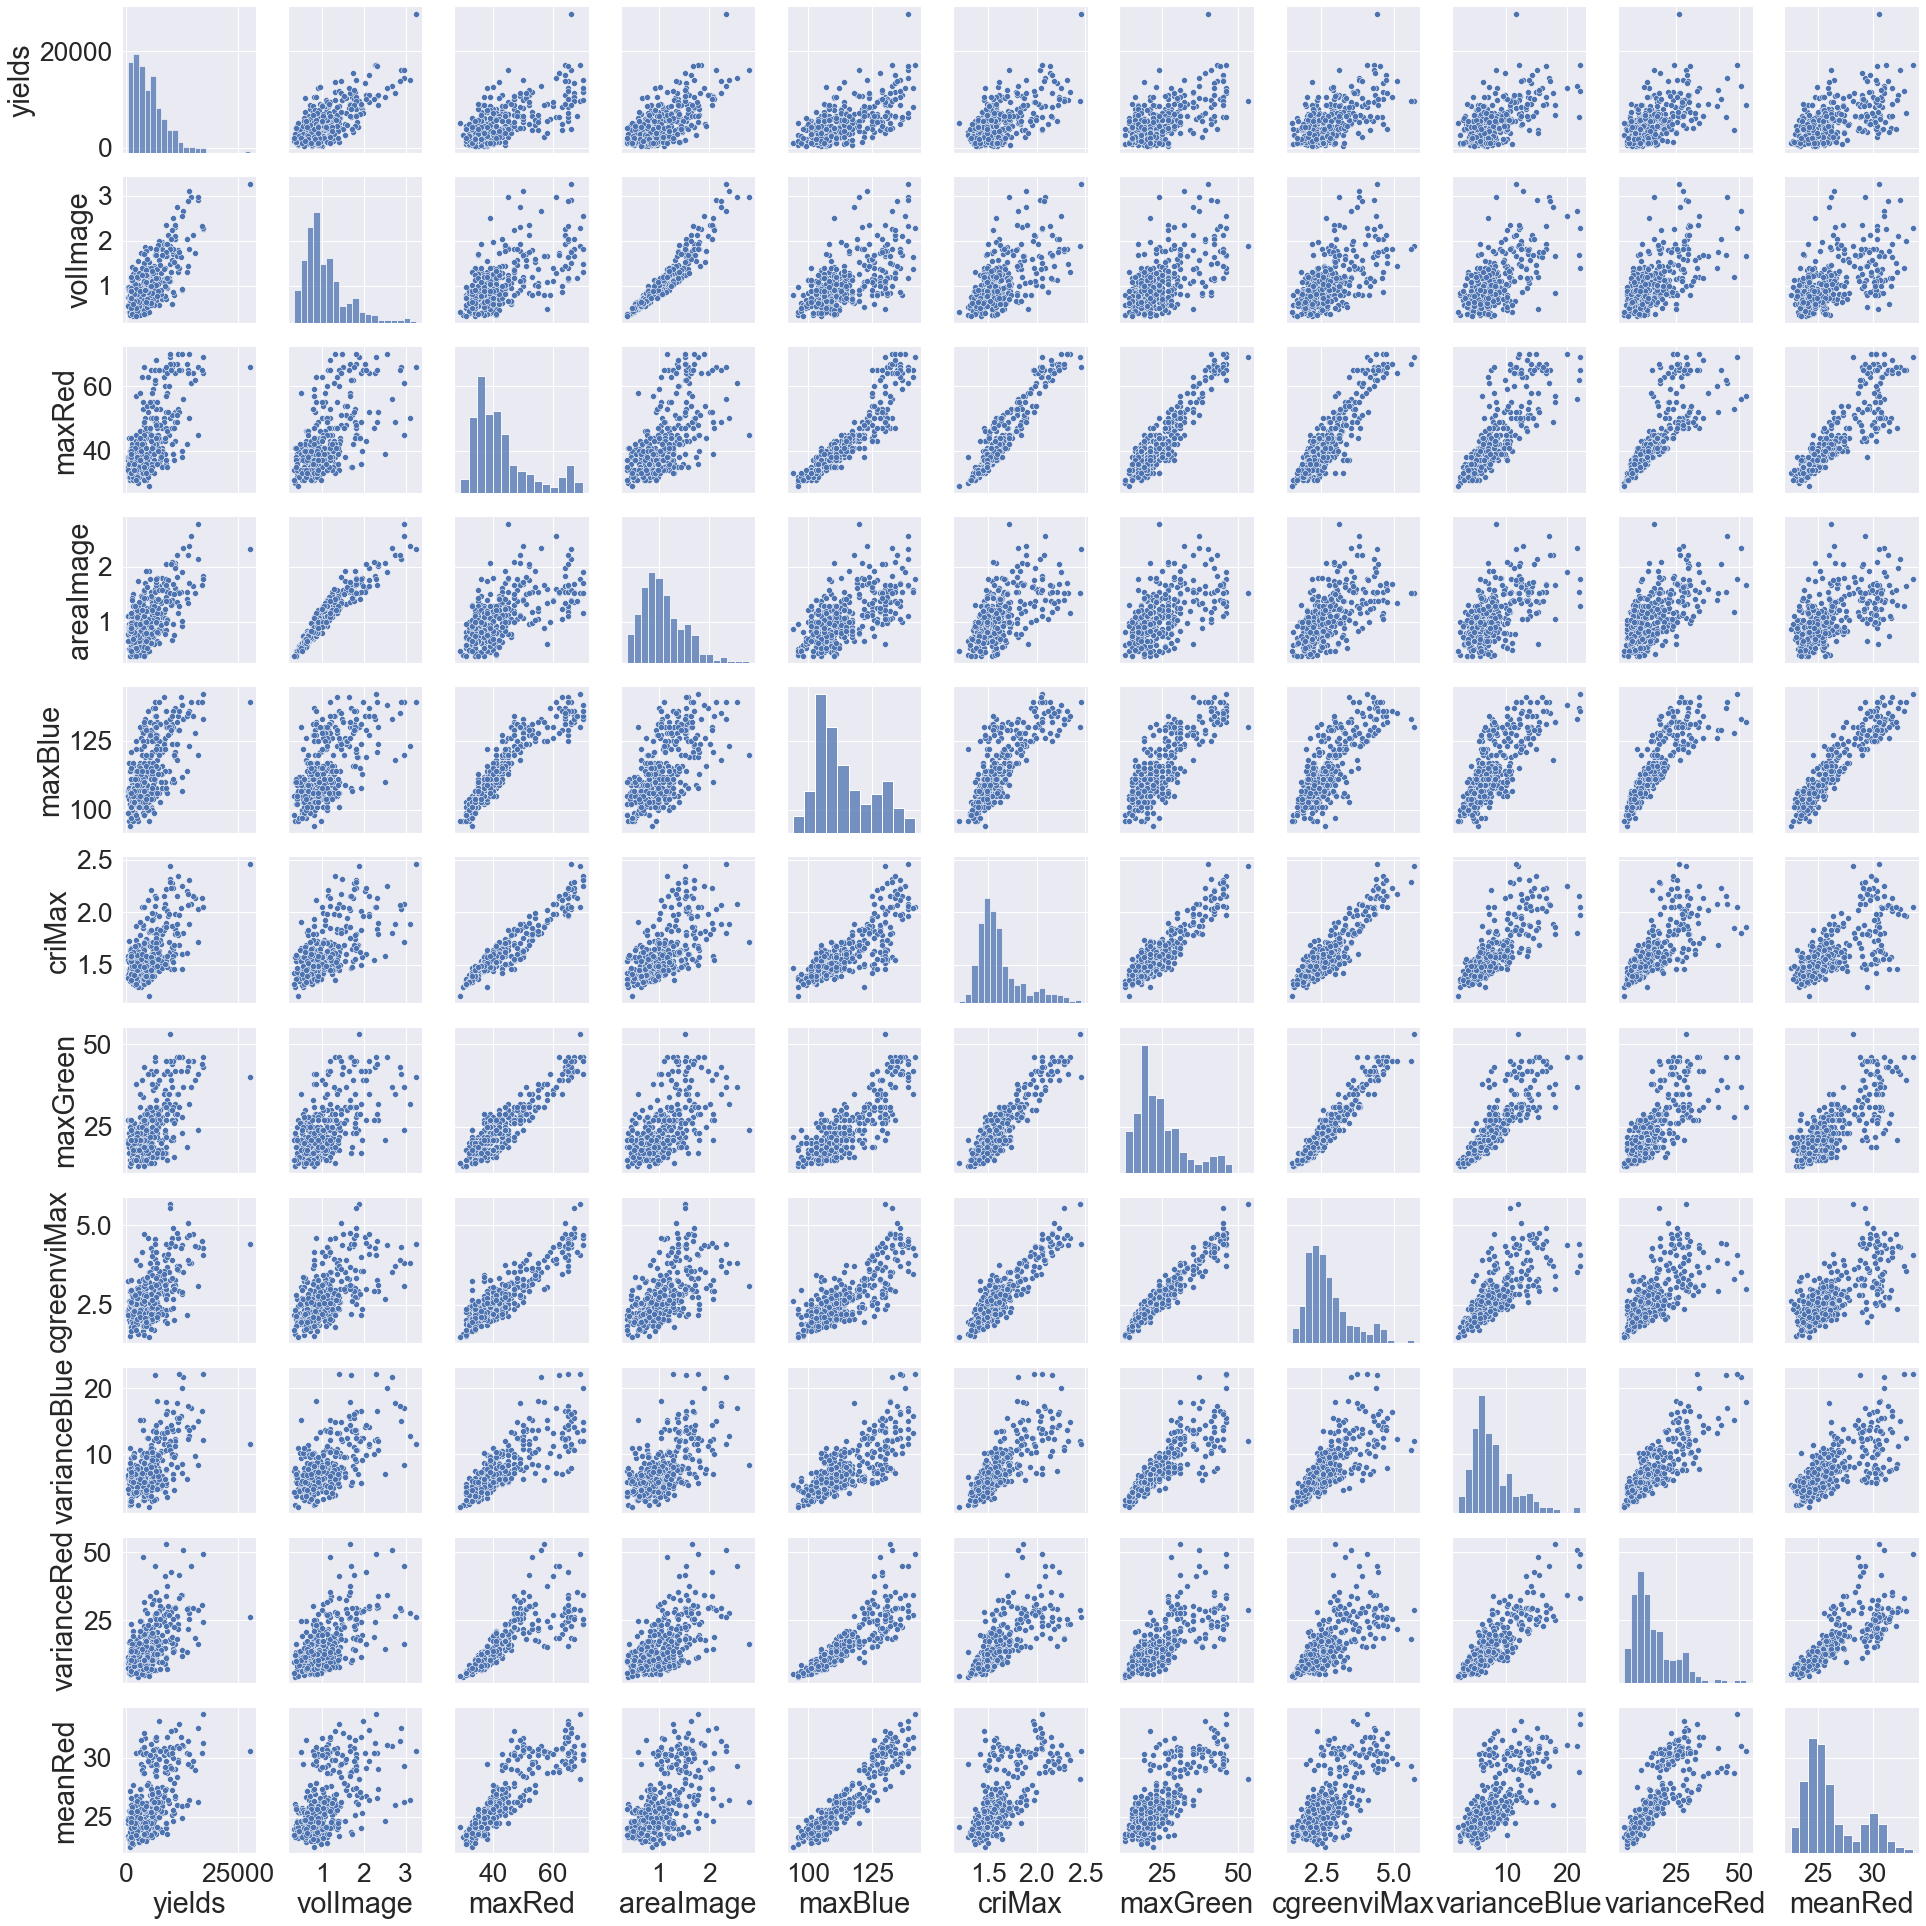 yields
20000
0
volImage
3
2
1
maxRed
60
40
areaImage
2
1
maxBlue
125
100
criMax
2.5
2.0
1.5
maxGreen
50
25
cgreenviMax
5.0
2.5
varianceBlue
20
10
varianceRed
50
25
meanRed
30
25
0 25000 1 2 3 40 60 1 2 100 125 1.5 2.0 2.5 25 50 2.5 5.0 10 20 25 50 25 30
yields volImage maxRed areaImage maxBlue criMax maxGreen cgreenviMax varianceBlue varianceRed meanRed